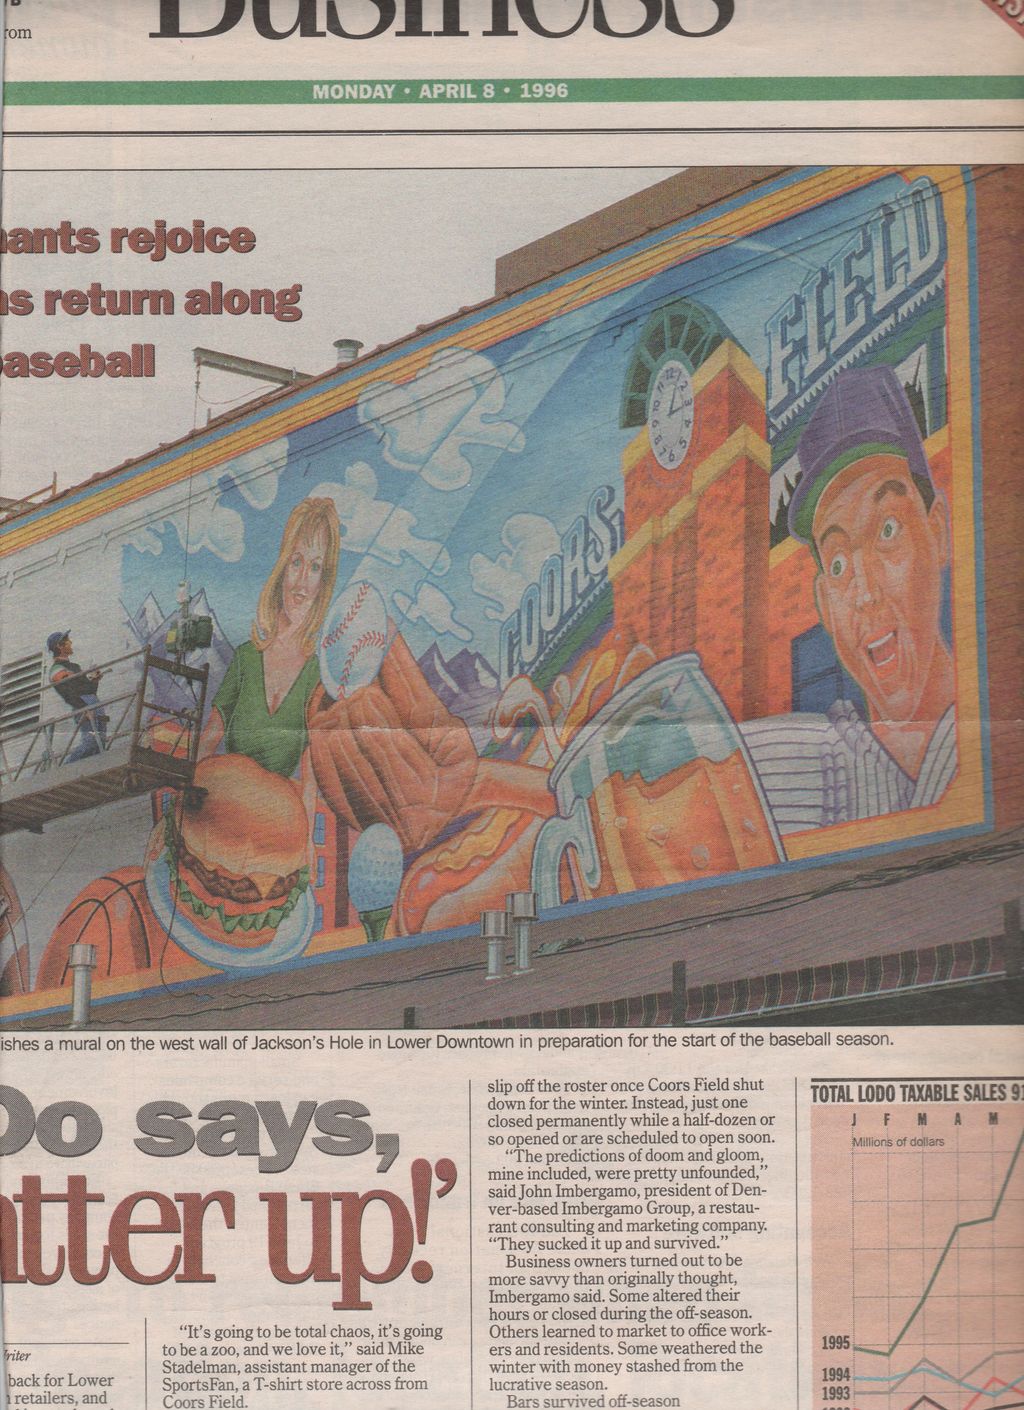 rom
Business
MONDAY • APRIL 8 • 1996
ants rejoice
s return along
aseball
FIELD
COORS
ishes a mural on the west wall of Jackson's Hole in Lower Downtown in preparation for the start of the baseball season.
Do says,
atter up!'
riter
back for Lower
retailers, and
"It's going to be total chaos, it's going
to be a zoo, and we love it," said Mike
Stadelman, assistant manager of the
SportsFan, a T-shirt store across from
Coors Field.
slip off the roster once Coors Field shut
down for the winter. Instead, just one
closed permanently while a half-dozen or
so opened or are scheduled to open soon.
"The predictions of doom and gloom,
mine included, were pretty unfounded,"
said John Imbergamo, president of Den-
ver-based Imbergamo Group, a restau-
rant consulting and marketing company.
"They sucked it up and survived."
Business owners turned out to be
more savvy than originally thought,
Imbergamo said. Some altered their
hours or closed during the off-season.
Others learned to market to office work-
ers and residents. Some weathered the
winter with money stashed from the
lucrative season.
Bars survived off-season
TOTAL LODO TAXABLE SALES 91
J F M A M
Millions of dollars
1995
1994
1993